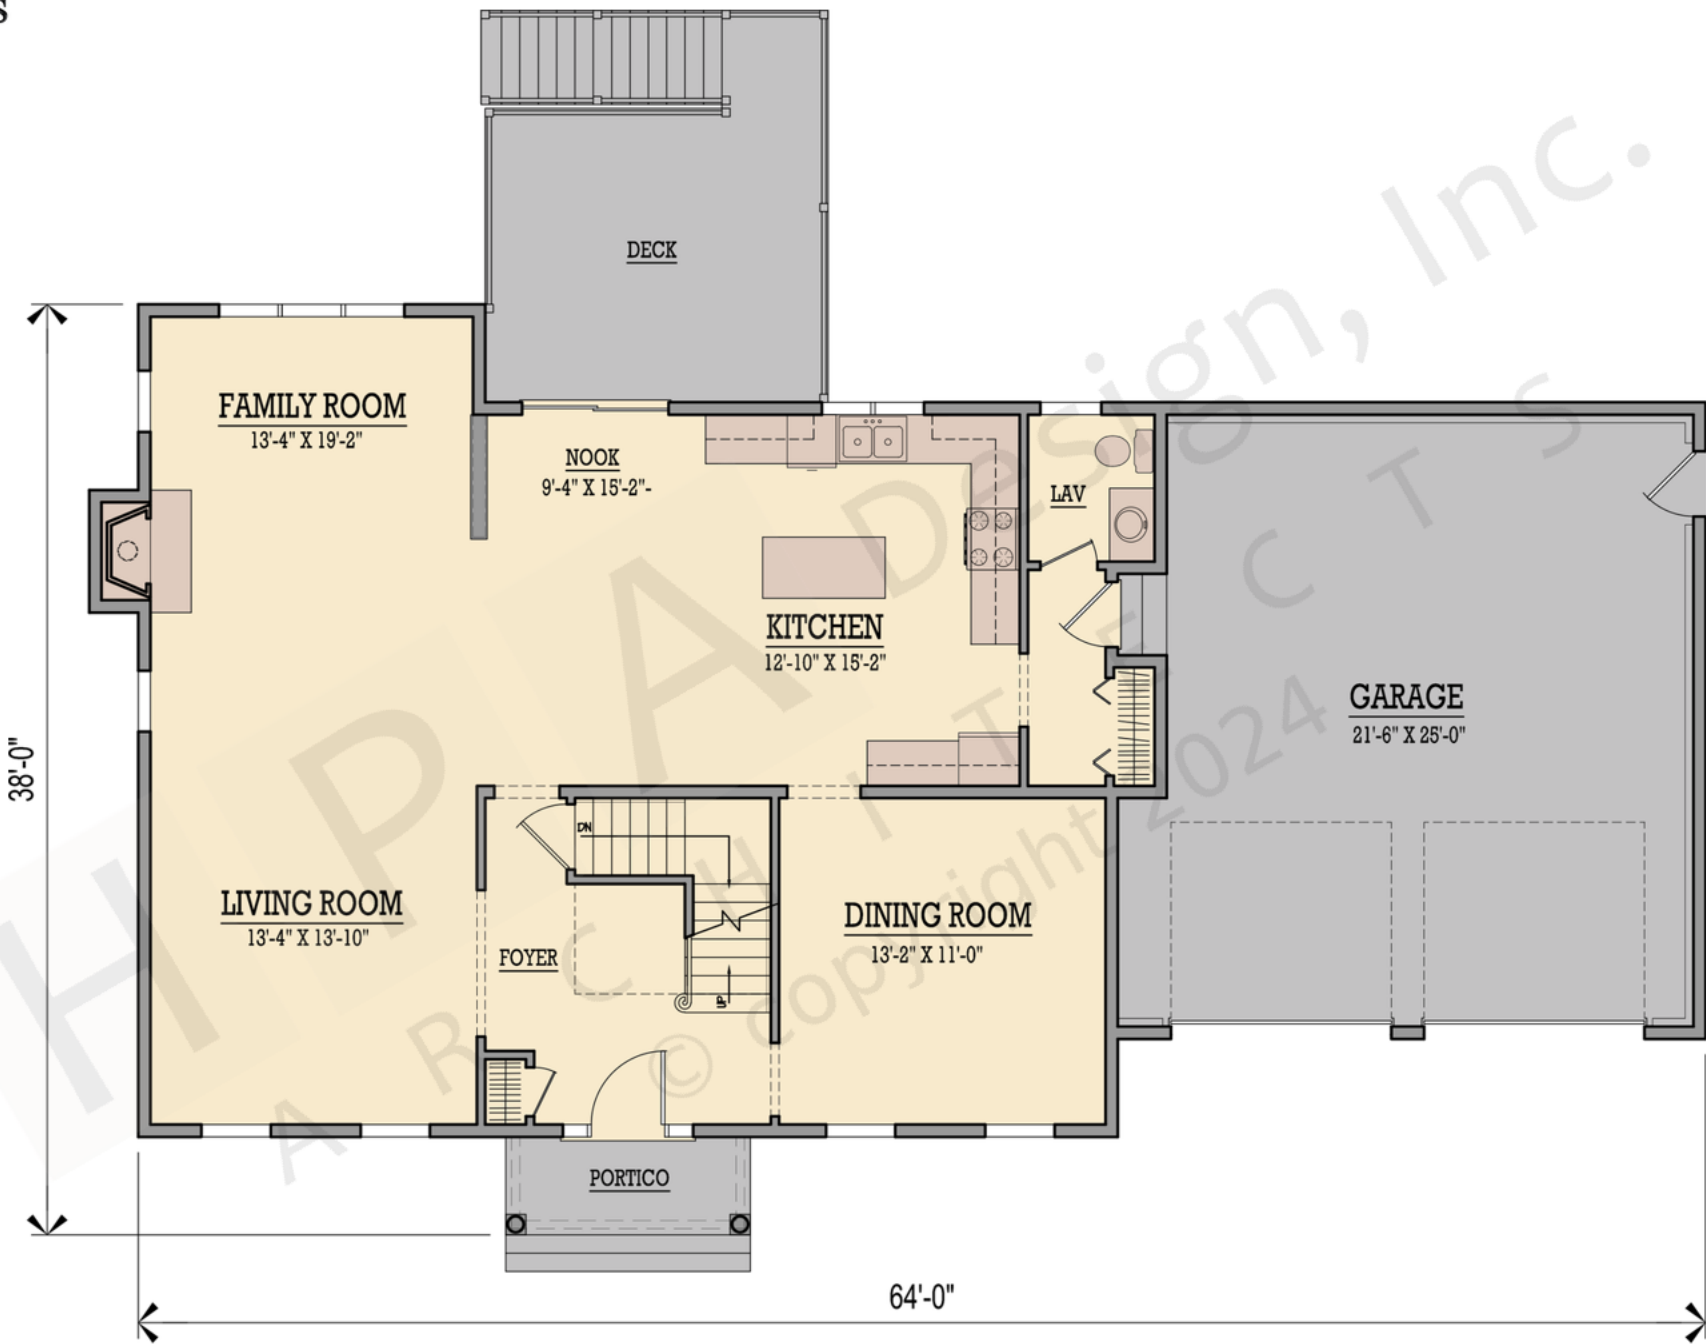 S
DECK
FAMILY ROOM
13'-4" X 19'-2"
NOOK
9'-4" X 15'-2"-
LAV
KITCHEN
12'-10" X 15'-2"
GARAGE
21'-6" X 25'-0"
38'-0"
DN
LIVING ROOM
13'-4" X 13'-10"
DINING ROOM
13'-2" X 11'-0"
FOYER
UP
PORTICO
64'-0"
HPA Design, Inc.
ARCHITECTS
© copyright 2024